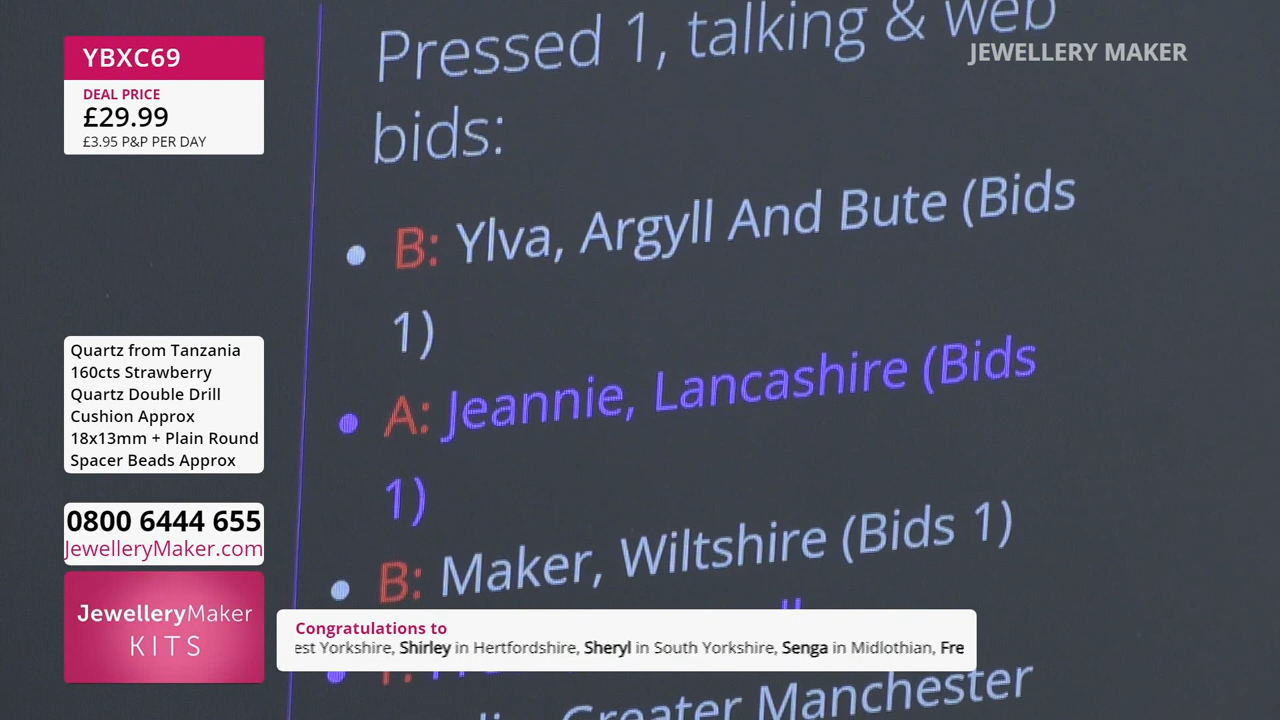 YBXC69
DEAL PRICE
£29.99
£3.95 P&P PER DAY
JEWELLERY MAKER
Pressed 1, talking & web
bids:
• B: Ylva, Argyll And Bute (Bids
1)
• A: Jeannie, Lancashire (Bids
1)
• B: Maker, Wiltshire (Bids 1)
Greater Manchester
Quartz from Tanzania
160cts Strawberry
Quartz Double Drill
Cushion Approx
18x13mm + Plain Round
Spacer Beads Approx
0800 6444 655
JewelleryMaker.com
JewelleryMaker
KITS
Congratulations to
est Yorkshire, Shirley in Hertfordshire, Sheryl in South Yorkshire, Senga in Midlothian, Fre